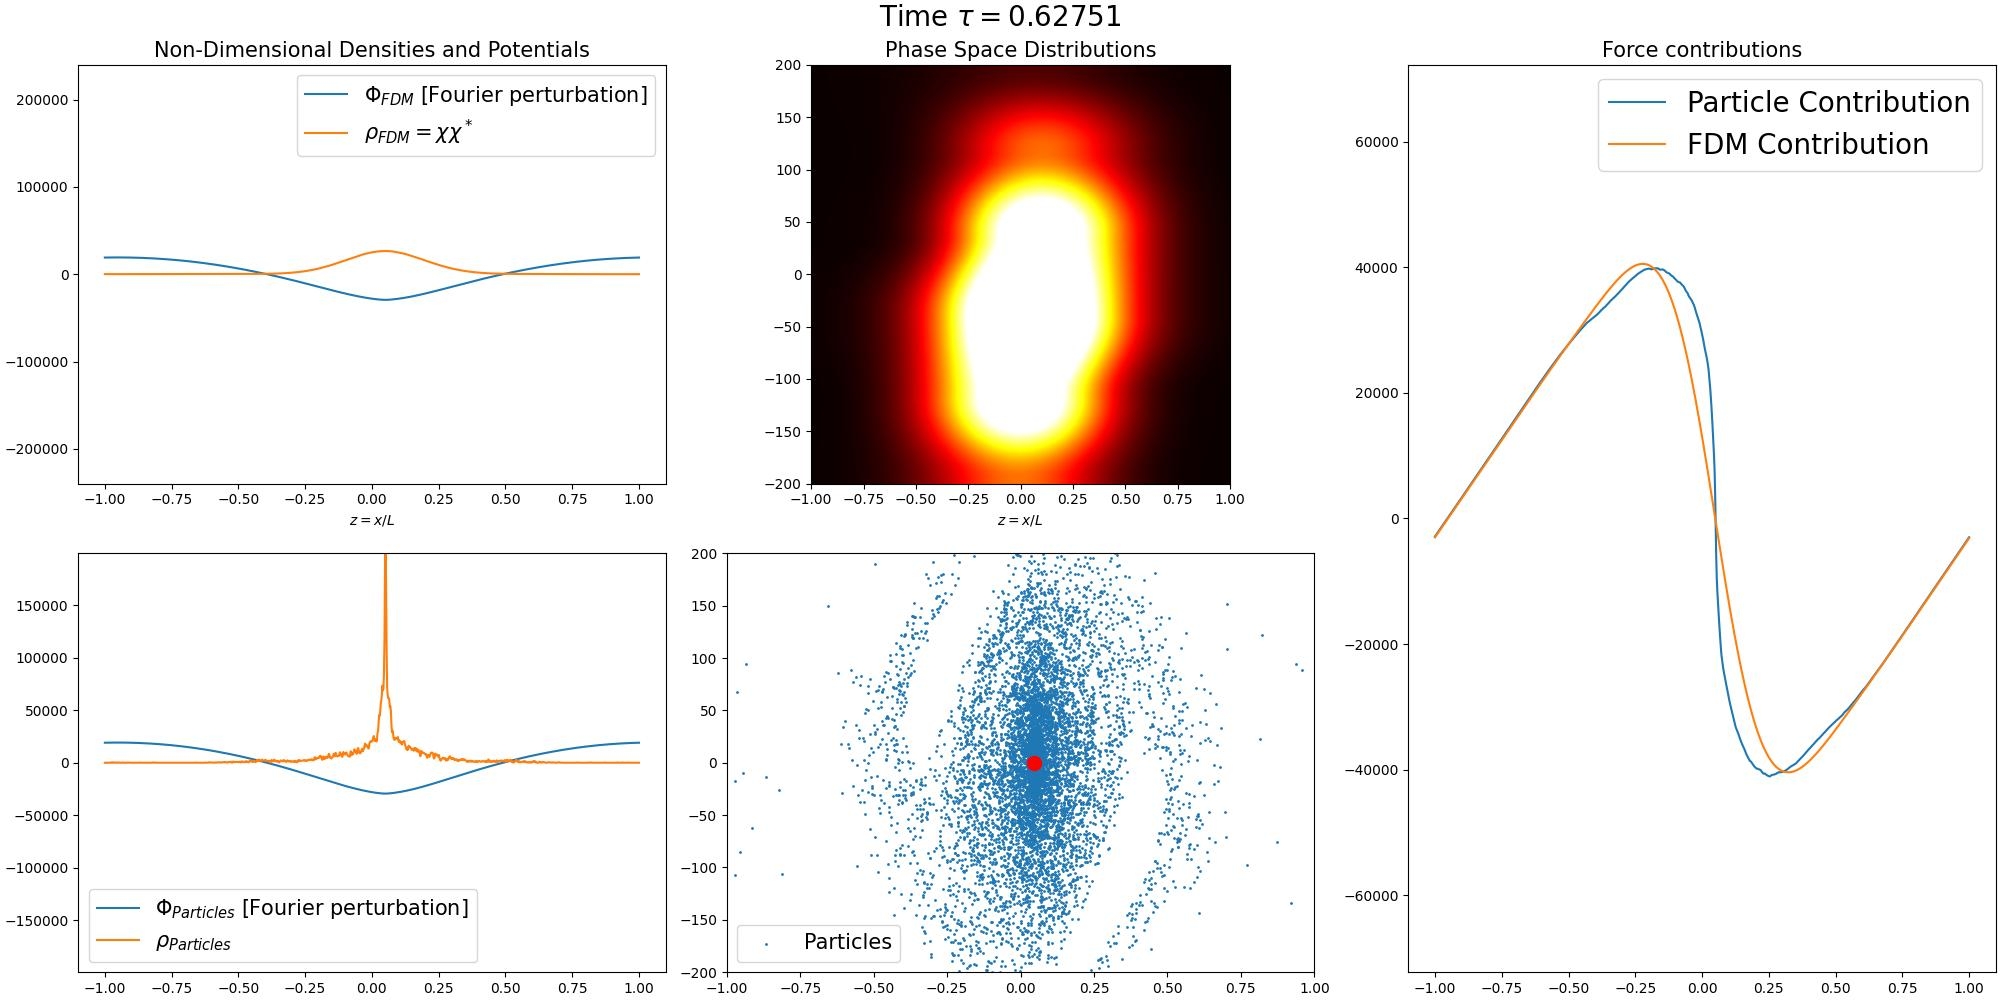 Time τ = 0.62751
Non-Dimensional Densities and Potentials
200000
100000
0
−100000
−200000
Φ_FDM [Fourier perturbation]
ρ_FDM = χχ*
−1.00 −0.75 −0.50 −0.25 0.00 0.25 0.50 0.75 1.00
z = x/L
Phase Space Distributions
200
150
100
50
0
−50
−100
−150
−200
−1.00 −0.75 −0.50 −0.25 0.00 0.25 0.50 0.75 1.00
z = x/L
Force contributions
Particle Contribution
FDM Contribution
60000
40000
20000
0
−20000
−40000
−60000
−1.00 −0.75 −0.50 −0.25 0.00 0.25 0.50 0.75 1.00
150000
100000
50000
0
−50000
−100000
−150000
Φ_Particles [Fourier perturbation]
ρ_Particles
−1.00 −0.75 −0.50 −0.25 0.00 0.25 0.50 0.75 1.00
200
150
100
50
0
−50
−100
−150
−200
Particles
−1.00 −0.75 −0.50 −0.25 0.00 0.25 0.50 0.75 1.00